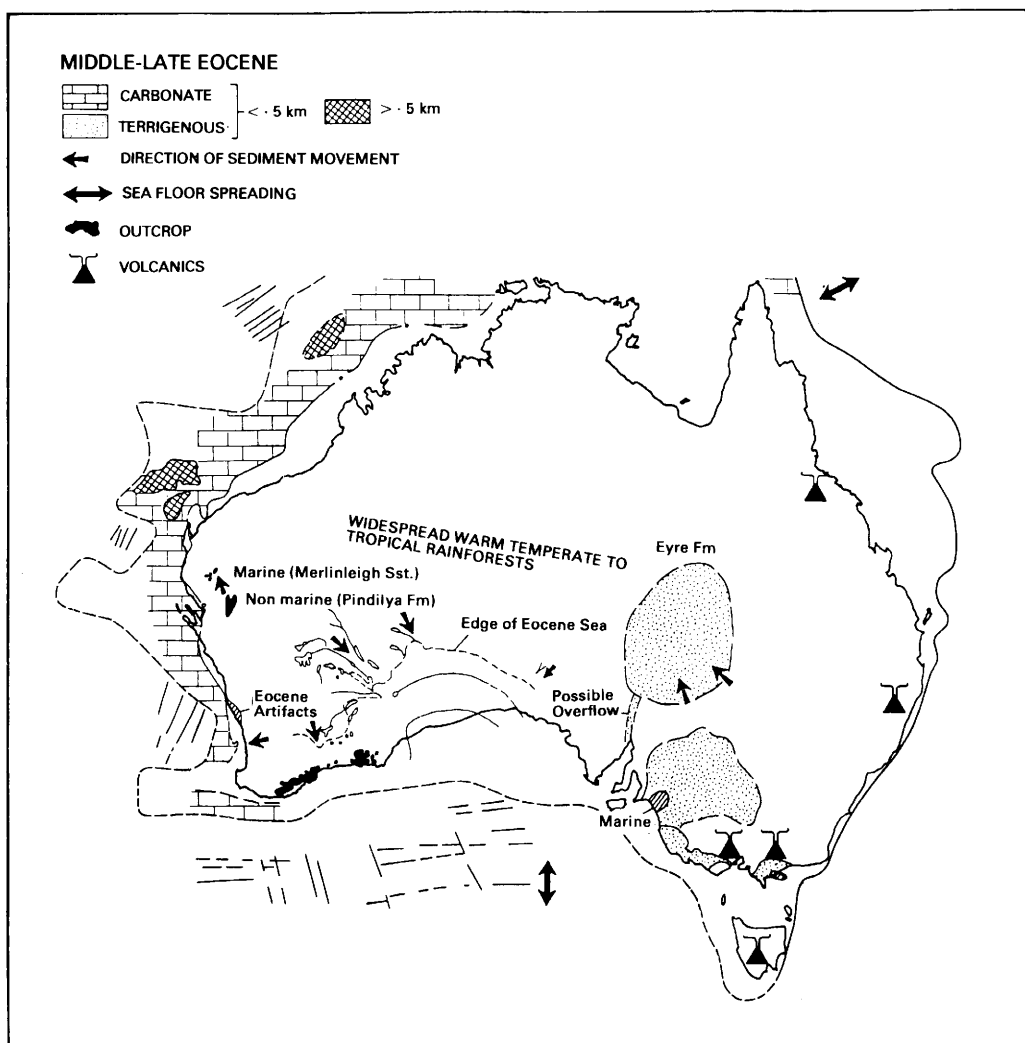 MIDDLE-LATE EOCENE
CARBONATE
TERRIGENOUS
< · 5 km
> · 5 km
DIRECTION OF SEDIMENT MOVEMENT
SEA FLOOR SPREADING
OUTCROP
VOLCANICS
WIDESPREAD WARM TEMPERATE TO
TROPICAL RAINFORESTS
Eyre Fm
Marine (Merlinleigh Sst.)
Non marine (Pindilya Fm)
Edge of Eocene Sea
Eocene
Artifacts
Possible
Overflow
Marine